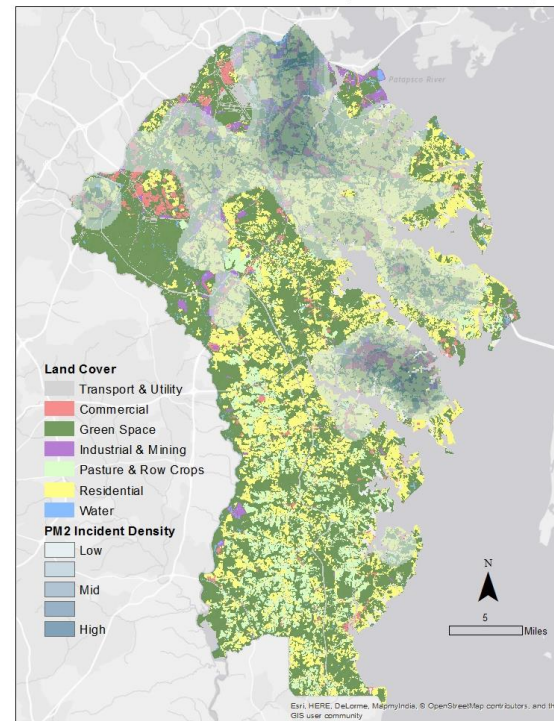 Patapsco River
Land Cover
Transport & Utility
Commercial
Green Space
Industrial & Mining
Pasture & Row Crops
Residential
Water
PM2 Incident Density
Low
Mid
High
N
5
Miles
Esri, HERE, DeLorme, MapmyIndia, © OpenStreetMap contributors, and th
GIS user community